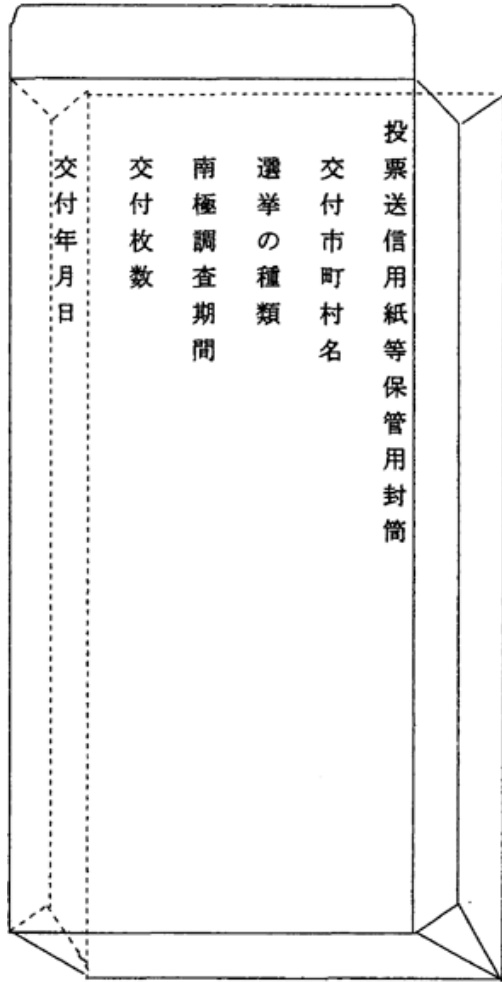 投票送信用紙等保管用封筒
交付市町村名
選挙の種類
南極調査期間
交付枚数
交付年月日